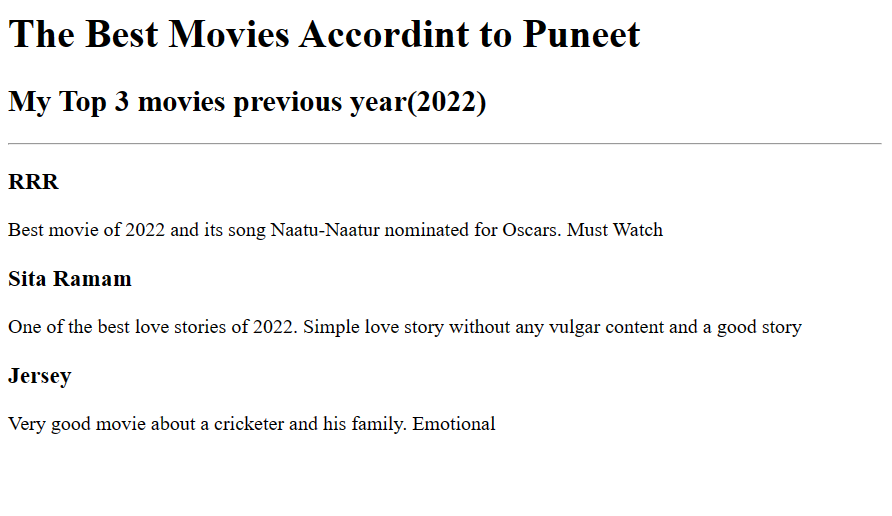 The Best Movies Accordint to Puneet
My Top 3 movies previous year(2022)
RRR
Best movie of 2022 and its song Naatu-Naatur nominated for Oscars. Must Watch
Sita Ramam
One of the best love stories of 2022. Simple love story without any vulgar content and a good story
Jersey
Very good movie about a cricketer and his family. Emotional